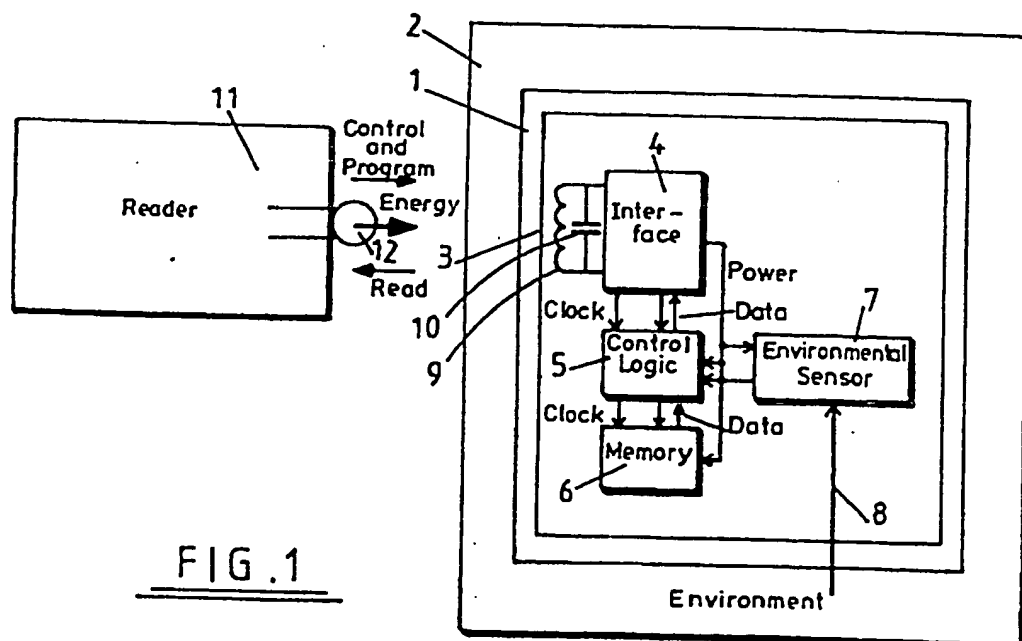 2
1
11
Control
and
Program
Energy
Reader
12
Read
3
10
9
4
Inter-
face
Power
Clock
Data
7
5
Control
Logic
Environmental
Sensor
Clock
Data
Memory
6
8
FIG.1
Environment